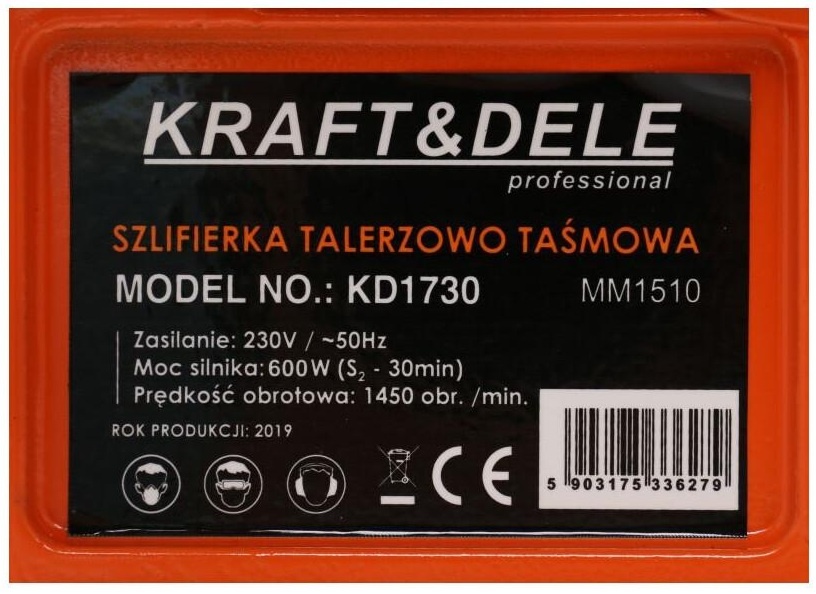 KRAFT&DELE
professional
SZLIFIERKA TALERZOWO TAŚMOWA
MODEL NO.: KD1730 MM1510
Zasilanie: 230V / ~50Hz
Moc silnika: 600W (S₂ - 30min)
Prędkość obrotowa: 1450 obr. /min.
ROK PRODUKCJI: 2019
CE
5 903175 336279